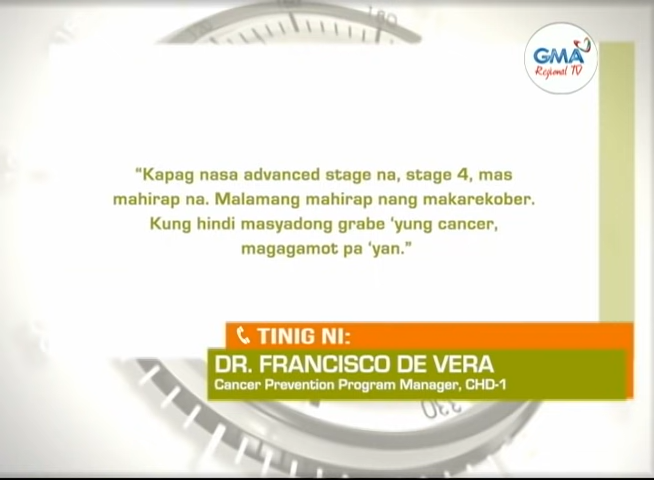 GMA
Regional TV
"Kapag nasa advanced stage na, stage 4, mas
mahirap na. Malamang mahirap nang makarekober.
Kung hindi masyadong grabe 'yung cancer,
magagamot pa 'yan."
TINIG NI:
DR. FRANCISCO DE VERA
Cancer Prevention Program Manager, CHD-1
330